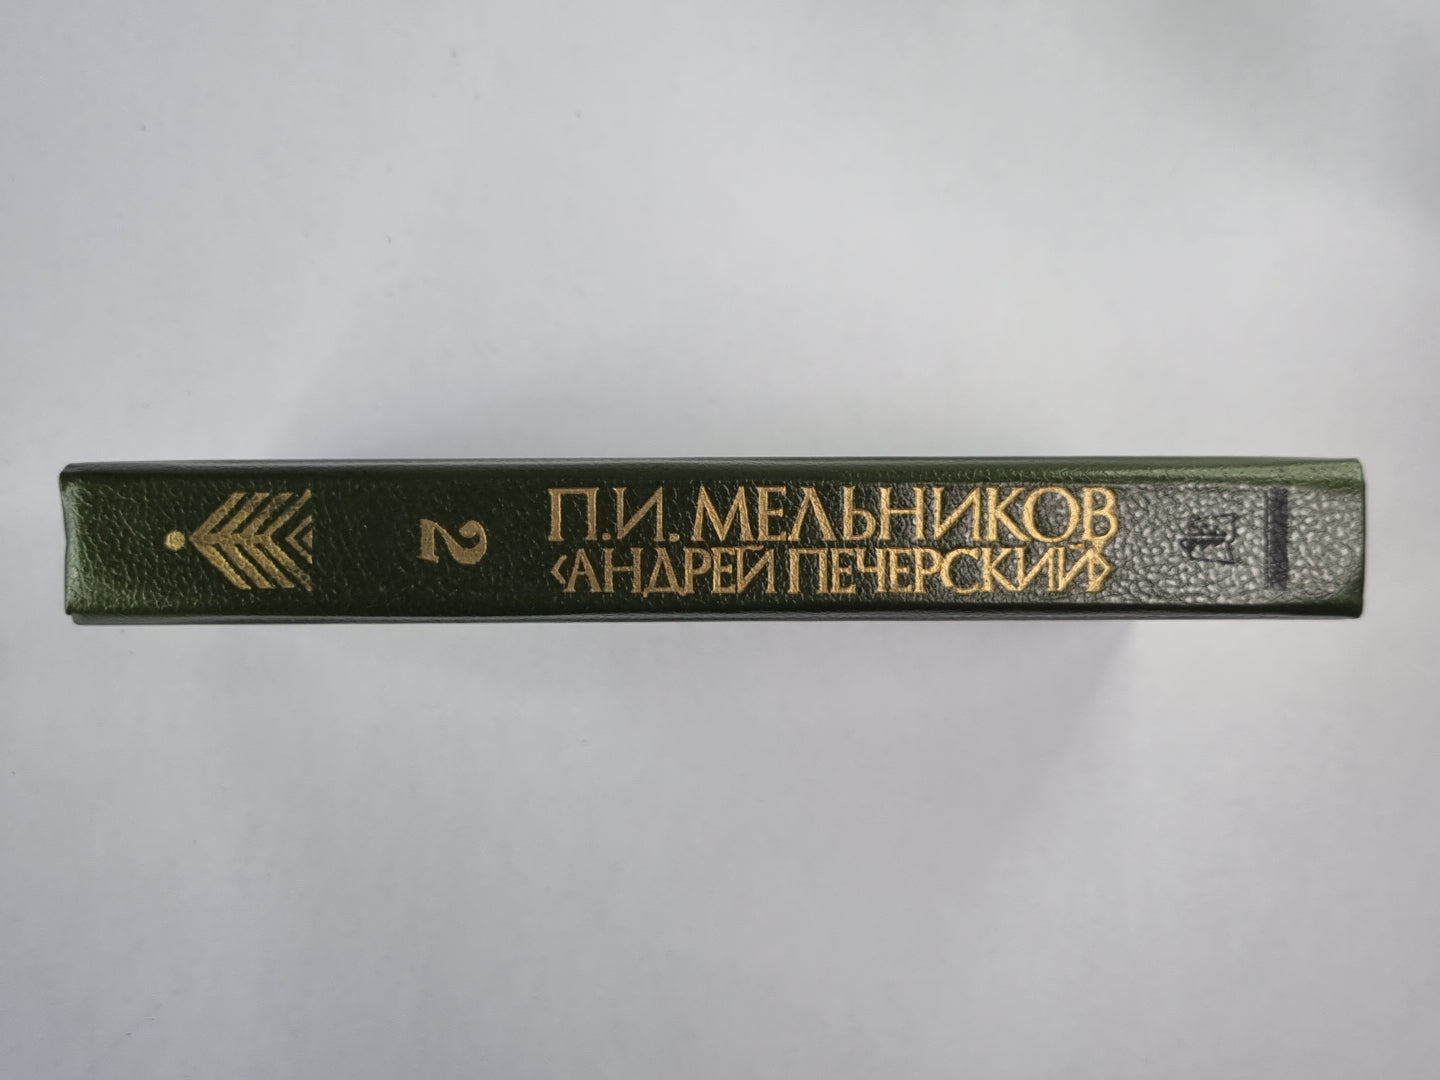 2
П.И. МЕЛЬНИКОВ
<АНДРЕЙ ПЕЧЕРСКИЙ>